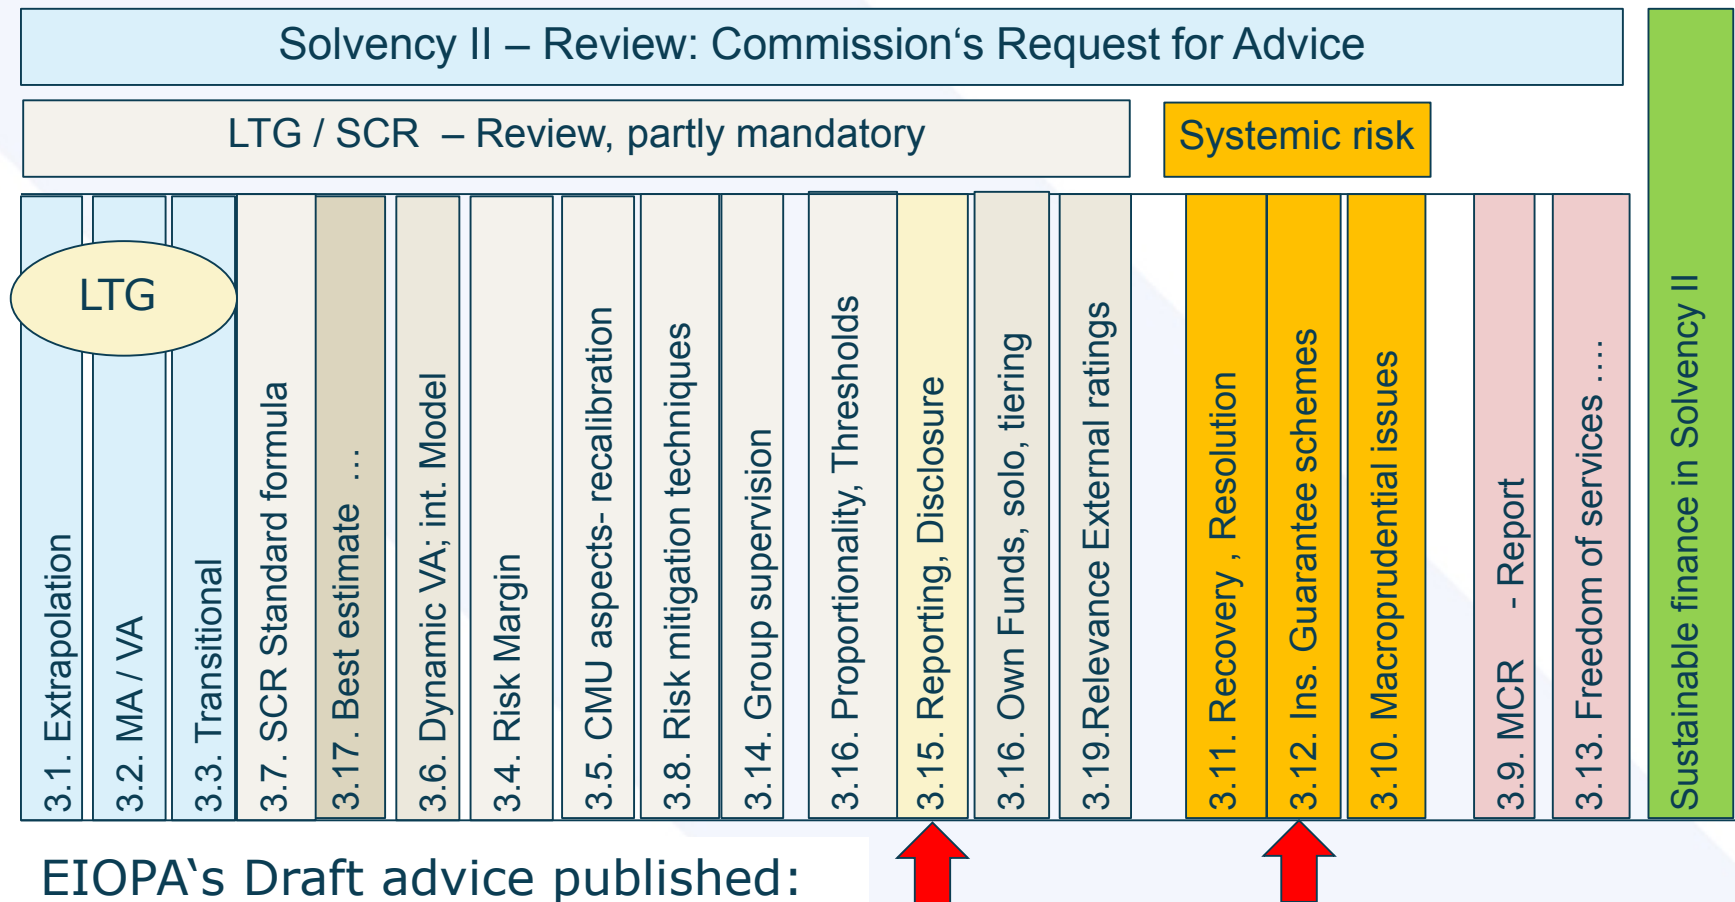 Solvency II – Review: Commission‘s Request for Advice
LTG / SCR – Review, partly mandatory
Systemic risk
LTG
3.1. Extrapolation
3.2. MA / VA
3.3. Transitional
3.7. SCR Standard formula
3.17. Best estimate …
3.6. Dynamic VA; int. Model
3.4. Risk Margin
3.5. CMU aspects- recalibration
3.8. Risk mitigation techniques
3.14. Group supervision
3.16. Proportionality, Thresholds
3.15. Reporting, Disclosure
3.16. Own Funds, solo, tiering
3.19.Relevance External ratings
3.11. Recovery , Resolution
3.12. Ins. Guarantee schemes
3.10. Macroprudential issues
3.9. MCR - Report
3.13. Freedom of services ….
Sustainable finance in Solvency II
EIOPA‘s Draft advice published: